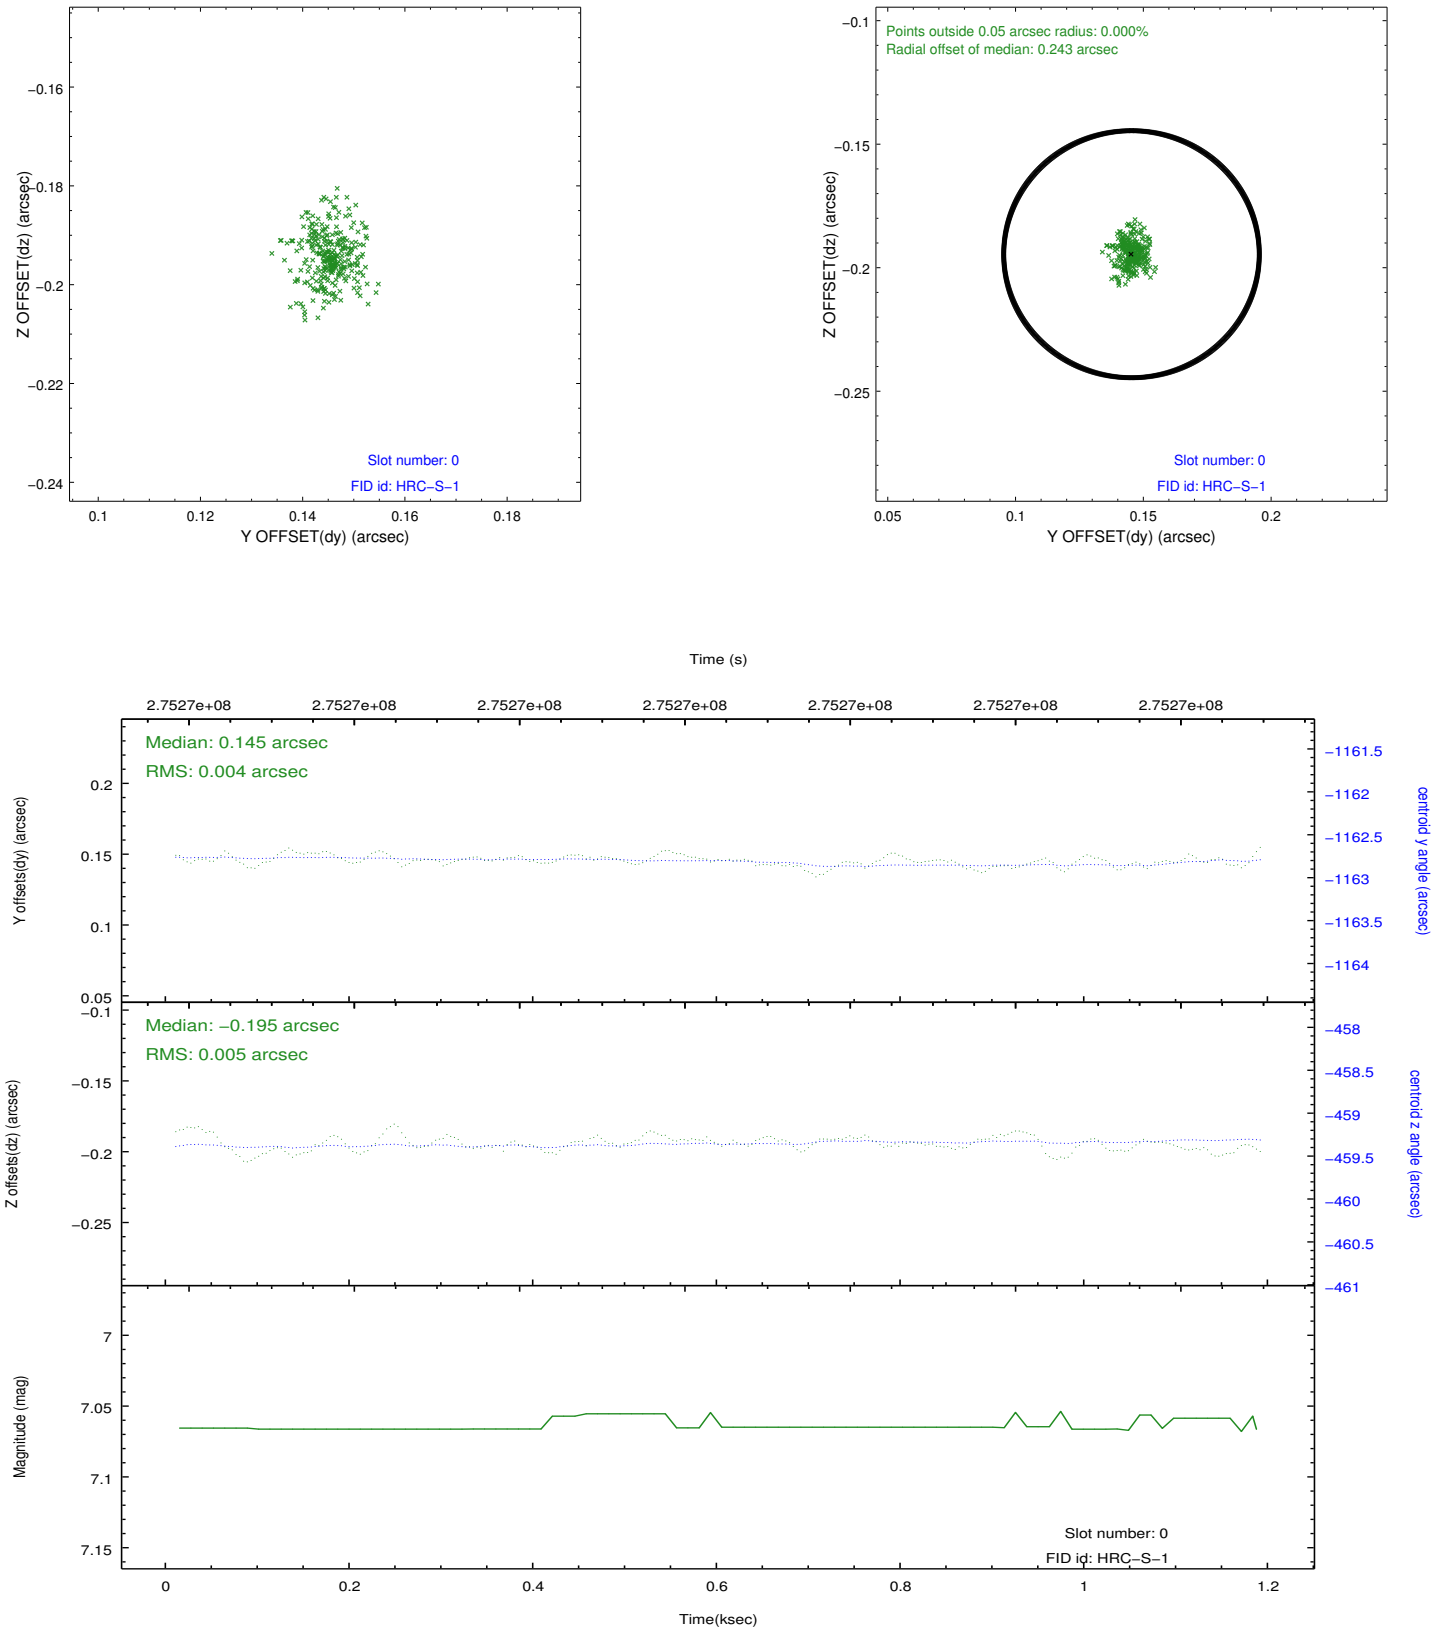 −0.16
−0.18
−0.2
−0.22
−0.24
Z OFFSET(dz) (arcsec)
Slot number: 0
FID id: HRC−S−1
0.1 0.12 0.14 0.16 0.18
Y OFFSET(dy) (arcsec)
Points outside 0.05 arcsec radius: 0.000%
Radial offset of median: 0.243 arcsec
−0.1
−0.15
−0.2
−0.25
Z OFFSET(dz) (arcsec)
Slot number: 0
FID id: HRC−S−1
0.05 0.1 0.15 0.2
Y OFFSET(dy) (arcsec)
Time (s)
2.7527e+08 2.7527e+08 2.7527e+08 2.7527e+08 2.7527e+08 2.7527e+08 2.7527e+08
Median: 0.145 arcsec
RMS: 0.004 arcsec
0.2
0.15
0.1
0.05
Y offsets(dy) (arcsec)
−1161.5
−1162
−1162.5
−1163
−1163.5
−1164
centroid y angle (arcsec)
Median: −0.195 arcsec
RMS: 0.005 arcsec
−0.1
−0.15
−0.2
−0.25
Z offsets(dz) (arcsec)
−458
−458.5
−459
−459.5
−460
−460.5
−461
centroid z angle (arcsec)
7
7.05
7.1
7.15
Magnitude (mag)
Slot number: 0
FID id: HRC−S−1
0 0.2 0.4 0.6 0.8 1 1.2
Time(ksec)